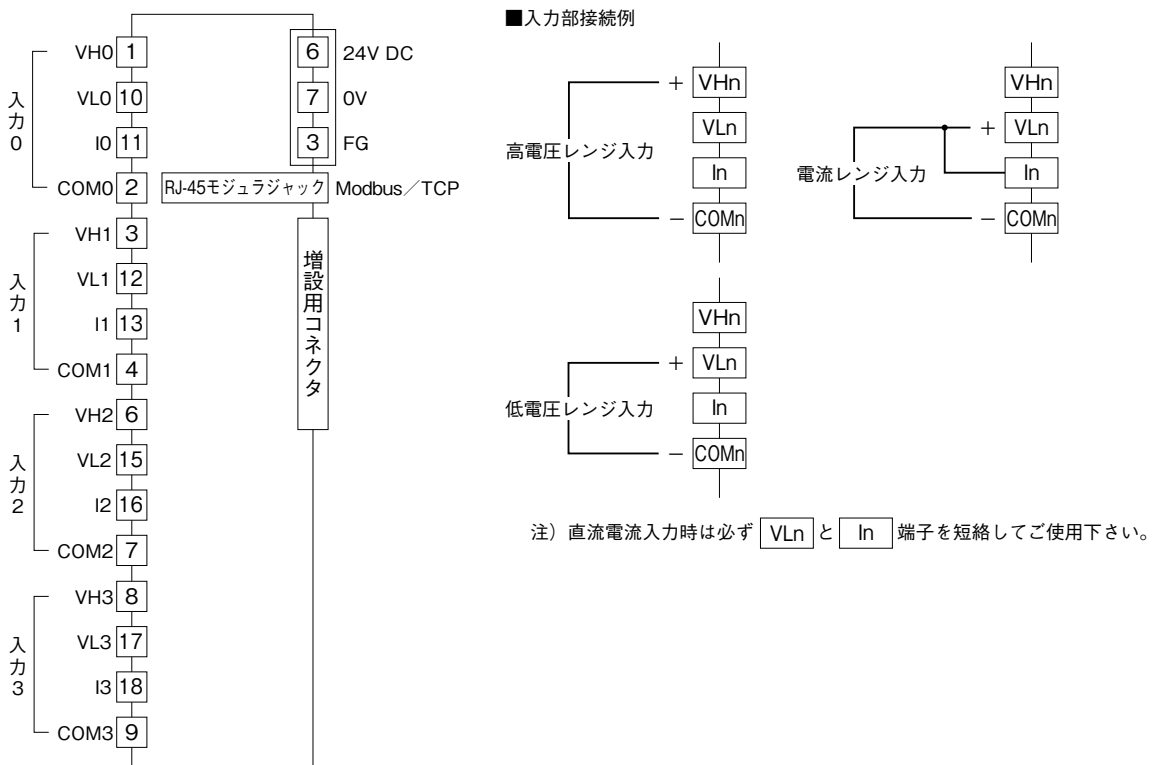 VH0 1
VL0 10
I0 11
COM0 2
入力0
VH1 3
VL1 12
I1 13
COM1 4
入力1
VH2 6
VL2 15
I2 16
COM2 7
入力2
VH3 8
VL3 17
I3 18
COM3 9
入力3
6 24V DC
7 0V
3 FG
RJ-45モジュラジャック Modbus／TCP
増設用コネクタ
■入力部接続例
高電圧レンジ入力
+ VHn
VLn
In
− COMn
電流レンジ入力
VHn
+ VLn
In
− COMn
低電圧レンジ入力
VHn
+ VLn
In
− COMn
注）直流電流入力時は必ず VLn と In 端子を短絡してご使用下さい。